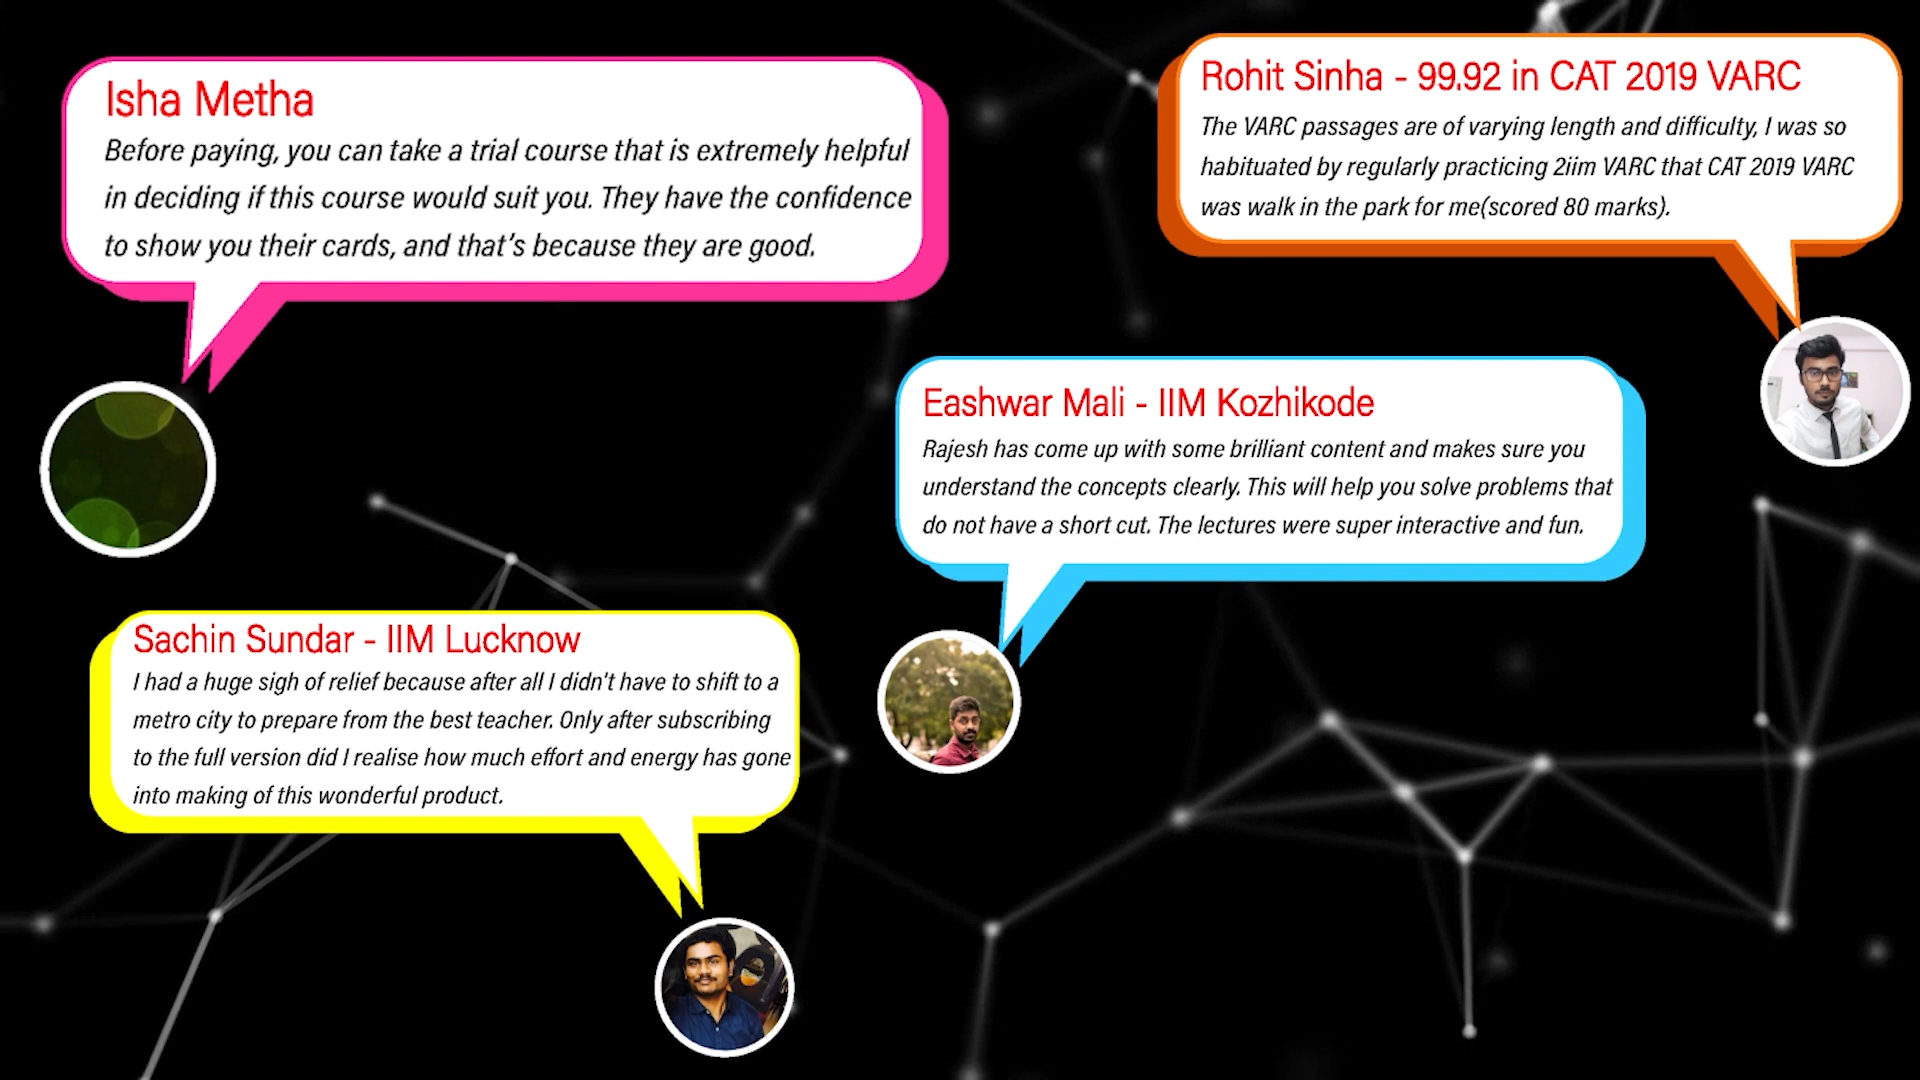 Isha Metha
Before paying, you can take a trial course that is extremely helpful
in deciding if this course would suit you. They have the confidence
to show you their cards, and that's because they are good.
Rohit Sinha - 99.92 in CAT 2019 VARC
The VARC passages are of varying length and difficulty, I was so
habituated by regularly practicing 2iim VARC that CAT 2019 VARC
was walk in the park for me(scored 80 marks).
Eashwar Mali - IIM Kozhikode
Rajesh has come up with some brilliant content and makes sure you
understand the concepts clearly. This will help you solve problems that
do not have a short cut. The lectures were super interactive and fun.
Sachin Sundar - IIM Lucknow
I had a huge sigh of relief because after all I didn't have to shift to a
metro city to prepare from the best teacher. Only after subscribing
to the full version did I realise how much effort and energy has gone
into making of this wonderful product.